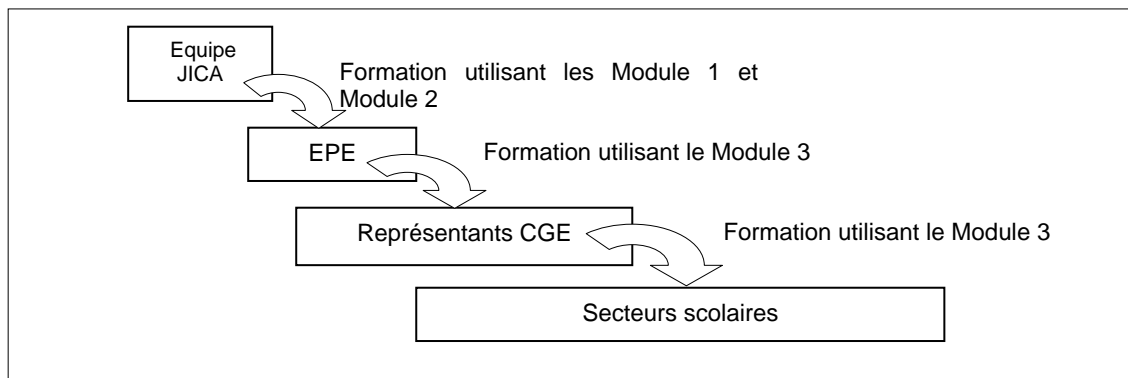 Equipe
JICA
Formation utilisant les Module 1 et
Module 2
EPE
Formation utilisant le Module 3
Représentants CGE
Formation utilisant le Module 3
Secteurs scolaires